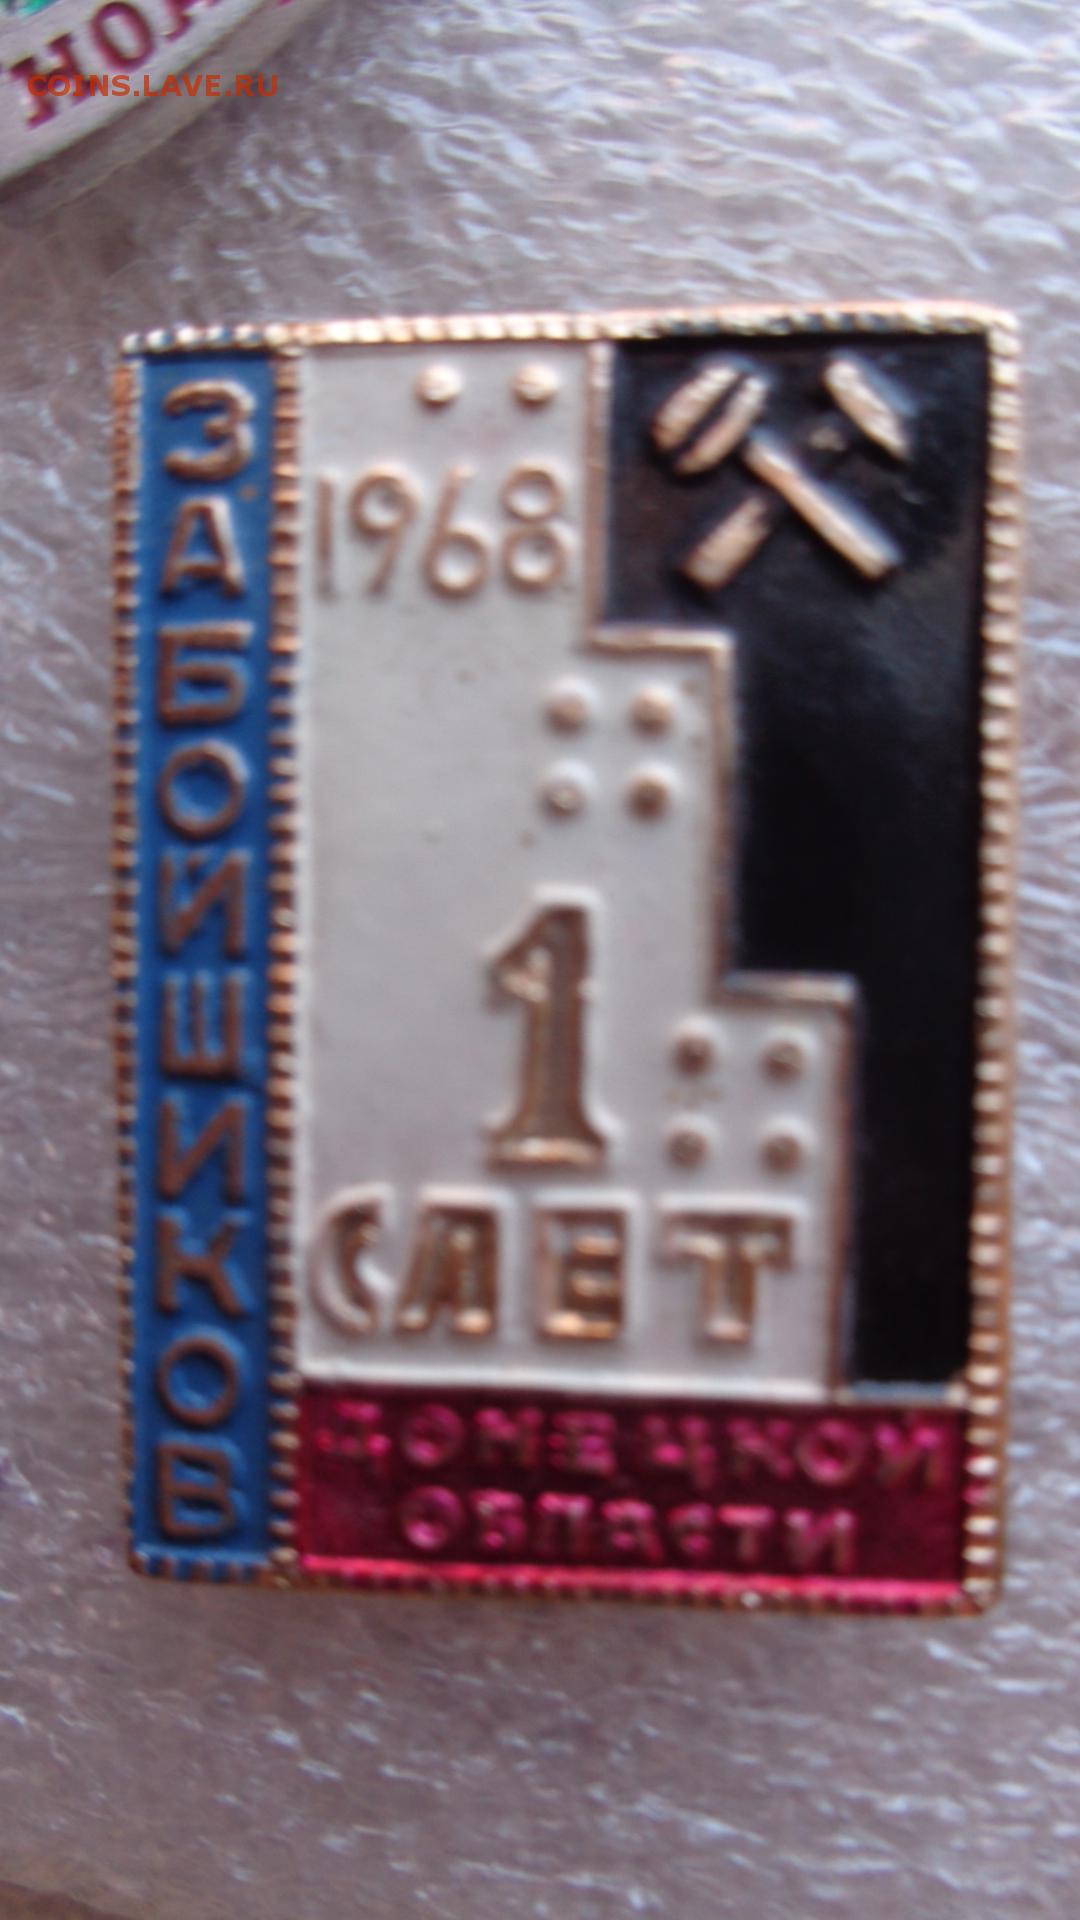 COINS.LAVE.RU
ЗАБОЙЩИКОВ
1968
1
СЛЕТ
ДОНЕЦКОЙ
ОБЛАСТИ